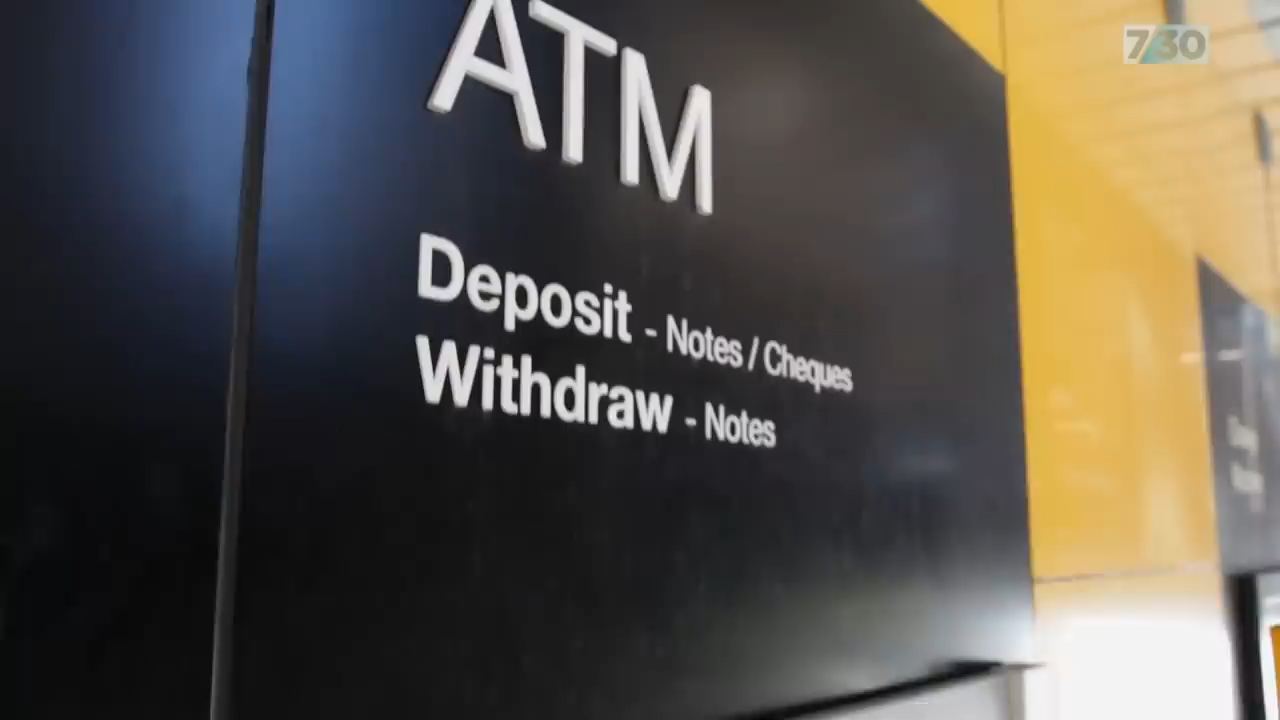 7/30
ATM
Deposit - Notes / Cheques
Withdraw - Notes